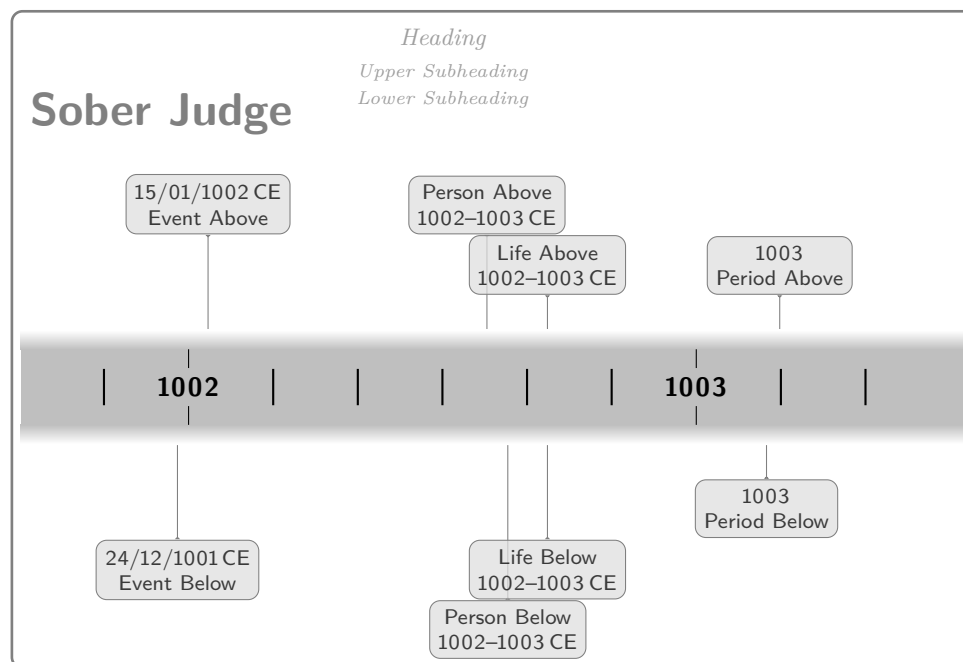 Heading
Upper Subheading
Lower Subheading
Sober Judge
15/01/1002 CE
Event Above
Person Above
1002–1003 CE
Life Above
1002–1003 CE
1003
Period Above
1002
1003
1003
Period Below
24/12/1001 CE
Event Below
Life Below
1002–1003 CE
Person Below
1002–1003 CE